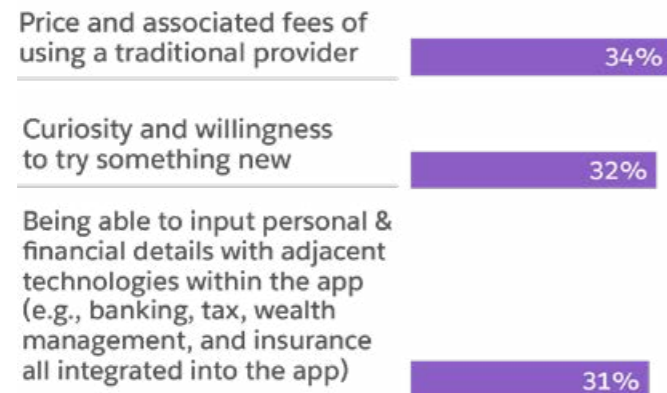 Price and associated fees of
using a traditional provider
34%
Curiosity and willingness
to try something new
32%
Being able to input personal &
financial details with adjacent
technologies within the app
(e.g., banking, tax, wealth
management, and insurance
all integrated into the app)
31%